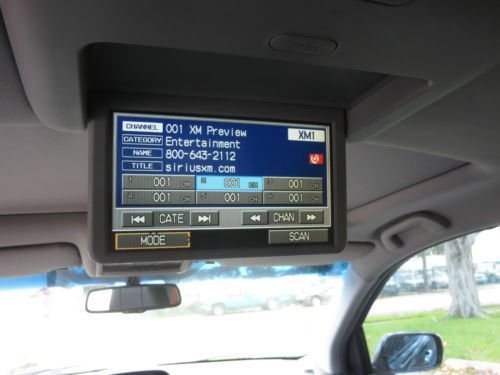 OPEN
CHANNEL 001 XM Preview XM1
CATEGORY Entertainment
NAME 800-643-2112
TITLE siriusxm.com
1 001 CH 2 001 CH 3 001 CH
4 001 CH 5 001 CH 6 001 CH
CATE CHAN
MODE SCAN